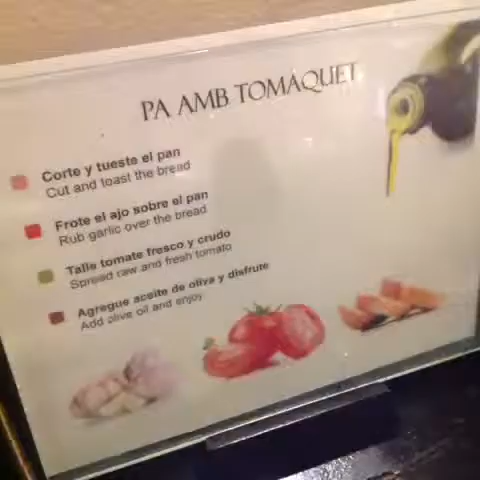 PA AMB TOMÀQUET
Corte y tueste el pan
Cut and toast the bread
Frote el ajo sobre el pan
Rub garlic over the bread
Talle tomate fresco y crudo
Spread raw and fresh tomato
Agregue aceite de oliva y disfrute
Add olive oil and enjoy